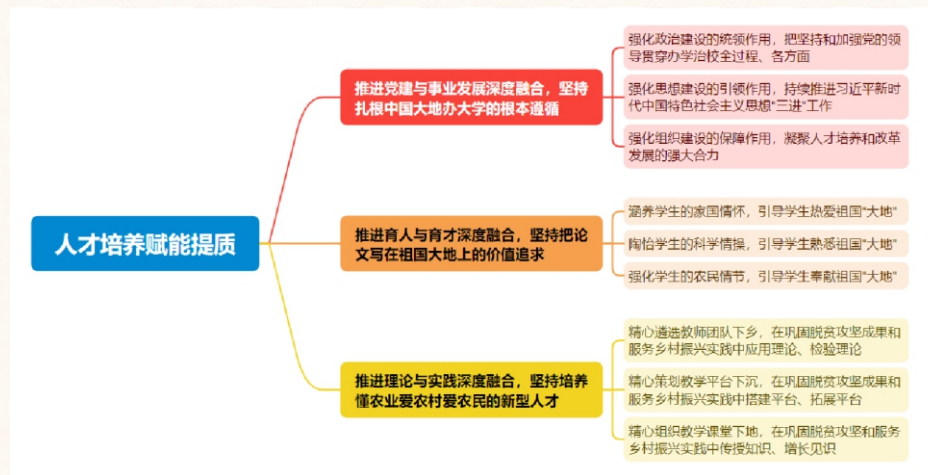 人才培养赋能提质
推进党建与事业发展深度融合，坚持
扎根中国大地办大学的根本遵循
强化政治建设的统领作用，把坚持和加强党的领
导贯穿办学治校全过程、各方面
强化思想建设的引领作用，持续推进习近平新时
代中国特色社会主义思想"三进"工作
强化组织建设的保障作用，凝聚人才培养和改革
发展的强大合力
推进育人与育才深度融合，坚持把论
文写在祖国大地上的价值追求
涵养学生的家国情怀，引导学生热爱祖国"大地"
陶怡学生的科学情操，引导学生熟悉祖国"大地"
强化学生的农民情节，引导学生奉献祖国"大地"
推进理论与实践深度融合，坚持培养
懂农业爱农村爱农民的新型人才
精心遴选教师团队下乡，在巩固脱贫攻坚成果和
服务乡村振兴实践中应用理论、检验理论
精心策划教学平台下沉，在巩固脱贫攻坚成果和
服务乡村振兴实践中搭建平台、拓展平台
精心组织教学课堂下地，在巩固脱贫攻坚和服务
乡村振兴实践中传授知识、增长见识